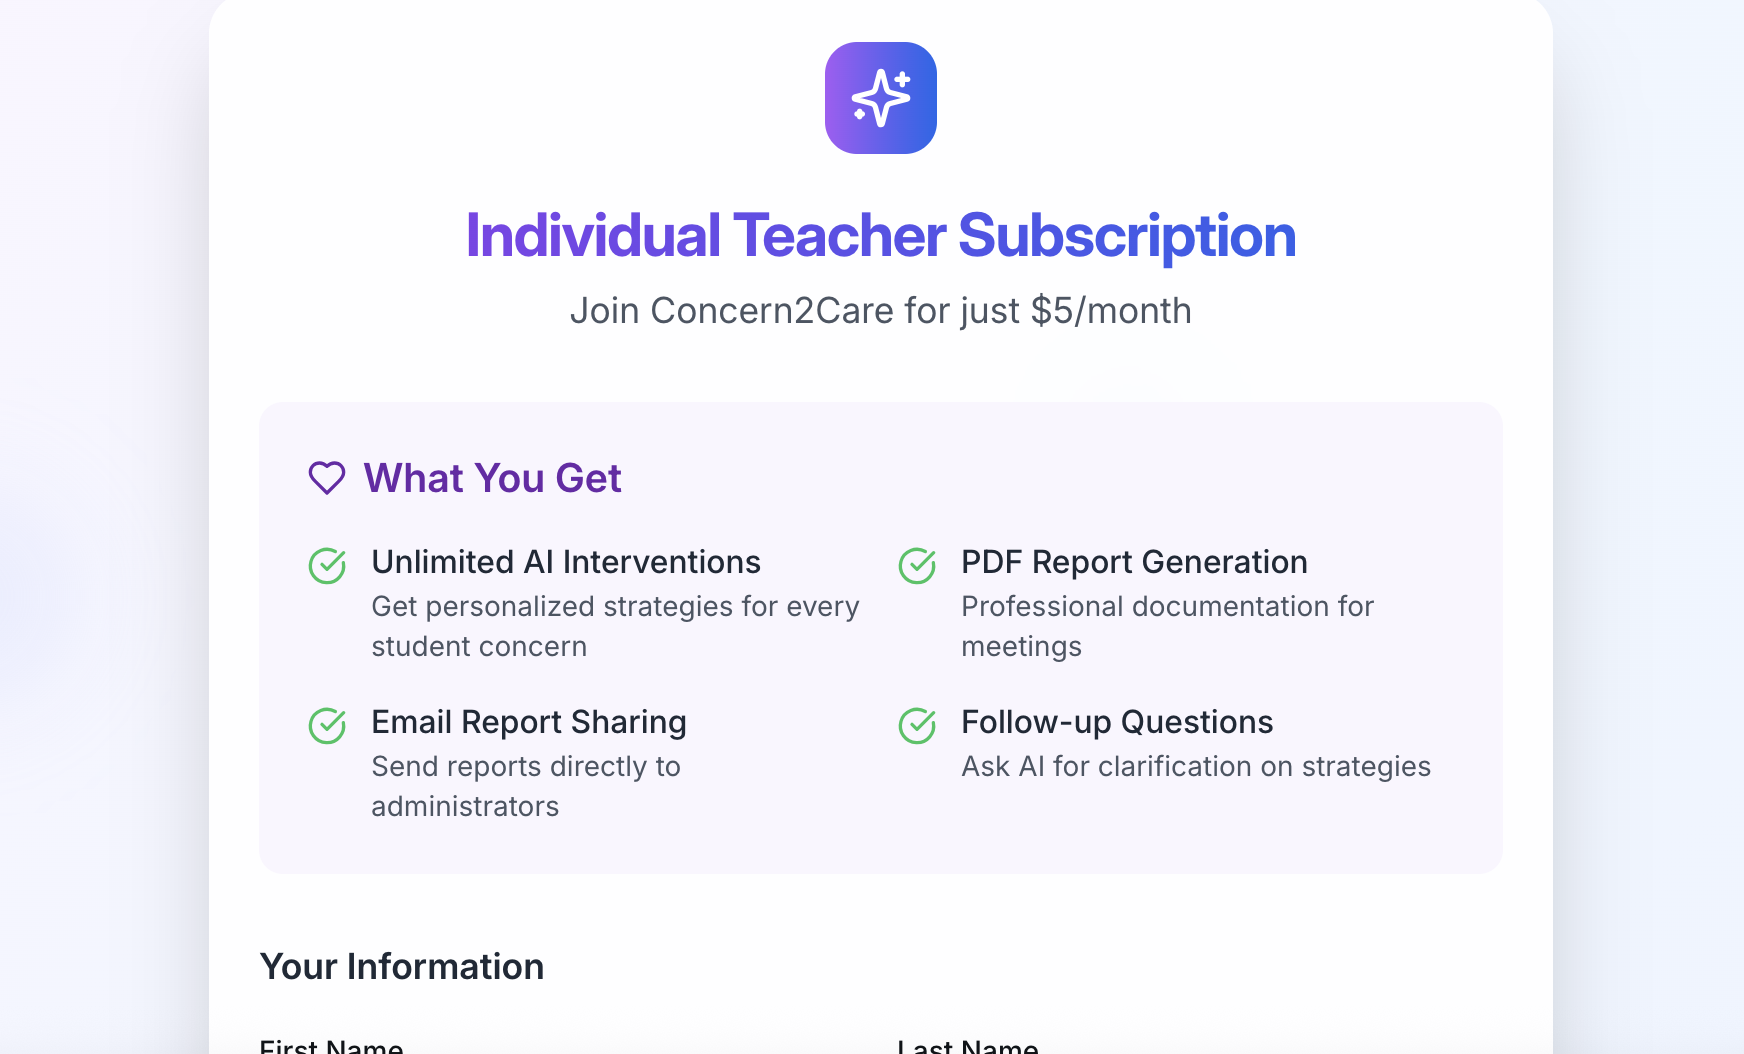 Individual Teacher Subscription
Join Concern2Care for just $5/month
What You Get
Unlimited AI Interventions
Get personalized strategies for every
student concern
PDF Report Generation
Professional documentation for
meetings
Email Report Sharing
Send reports directly to
administrators
Follow-up Questions
Ask AI for clarification on strategies
Your Information
First Name
Last Name